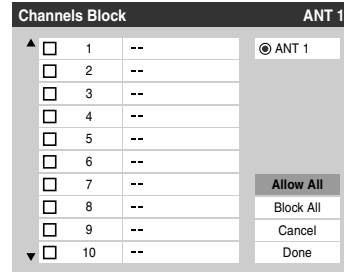 Channels Block ANT 1
1 -- ANT 1
2 --
3 --
4 --
5 --
6 --
7 -- Allow All
8 -- Block All
9 -- Cancel
10 -- Done